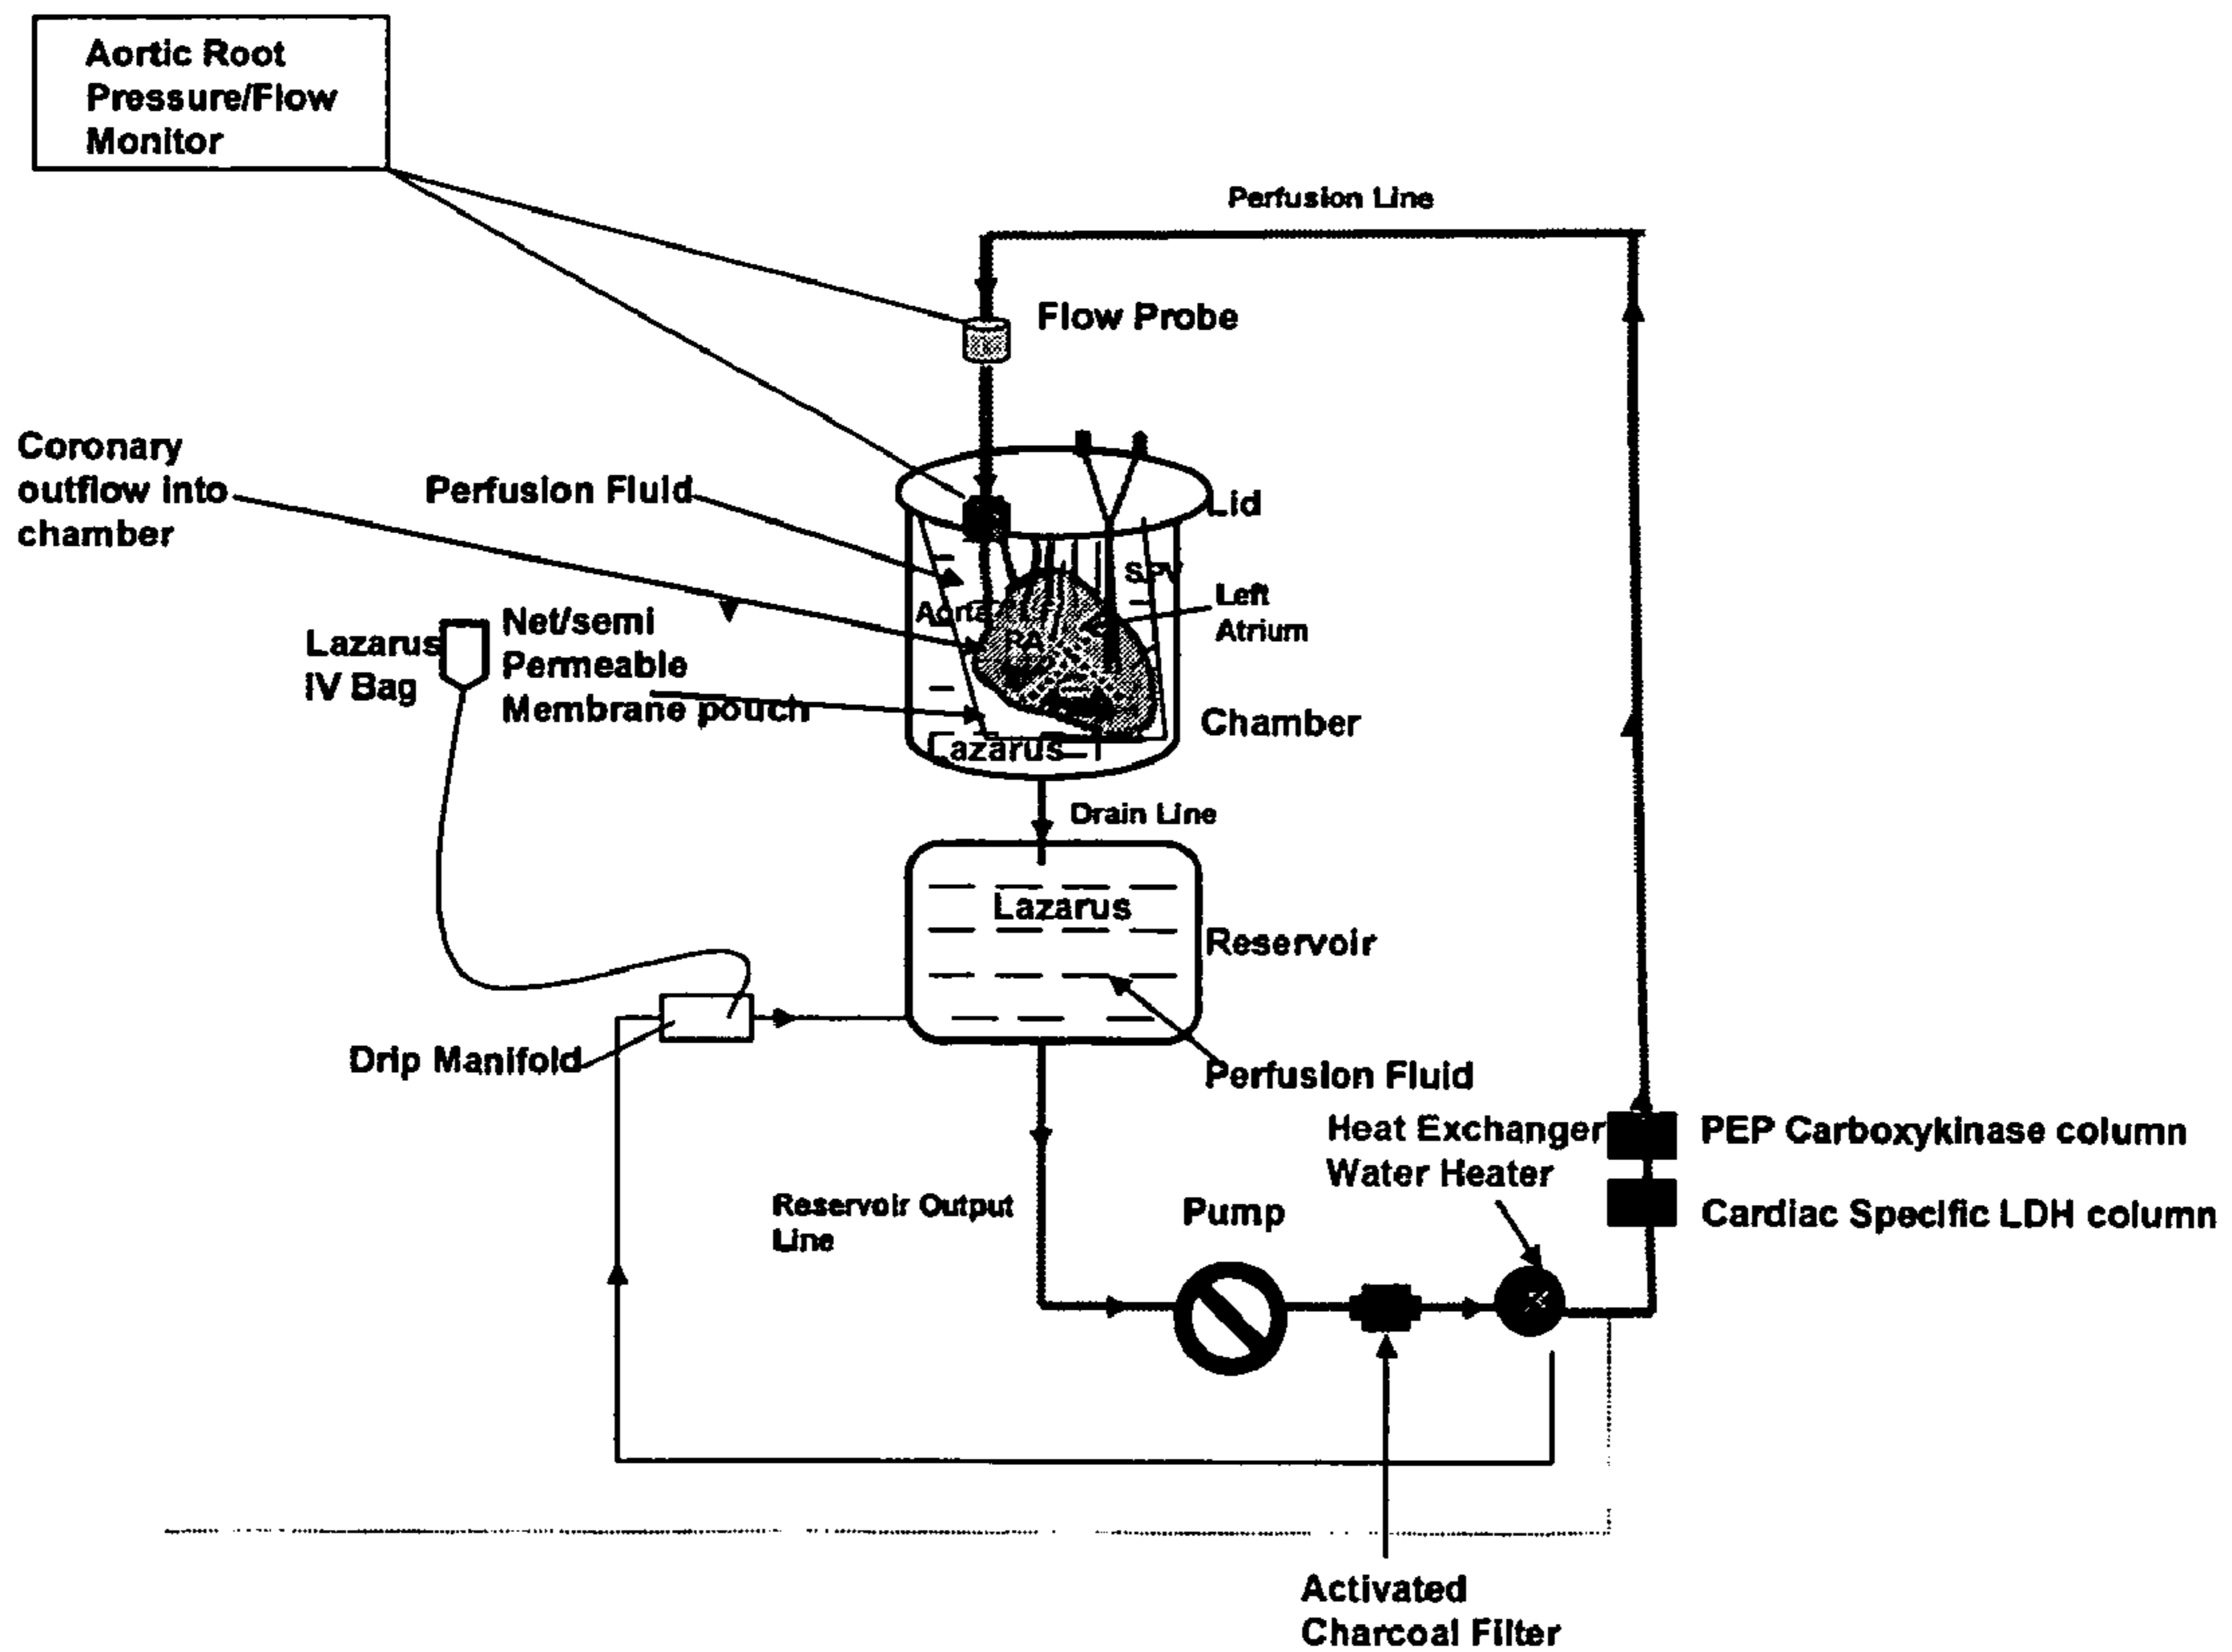 Aortic Root
Pressure/Flow
Monitor
Perfusion Line
Flow Probe
Coronary
outflow into
chamber
Perfusion Fluid
Lid
Aorta
RA
Left
Atrium
Lazarus
IV Bag
Net/semi
Permeable
Membrane pouch
Chamber
Lazarus
Drain Line
Lazarus
Reservoir
Drip Manifold
Perfusion Fluid
Heat Exchanger
Water Heater
PEP Carboxykinase column
Cardiac Specific LDH column
Reservoir Output
Line
Pump
Activated
Charcoal Filter